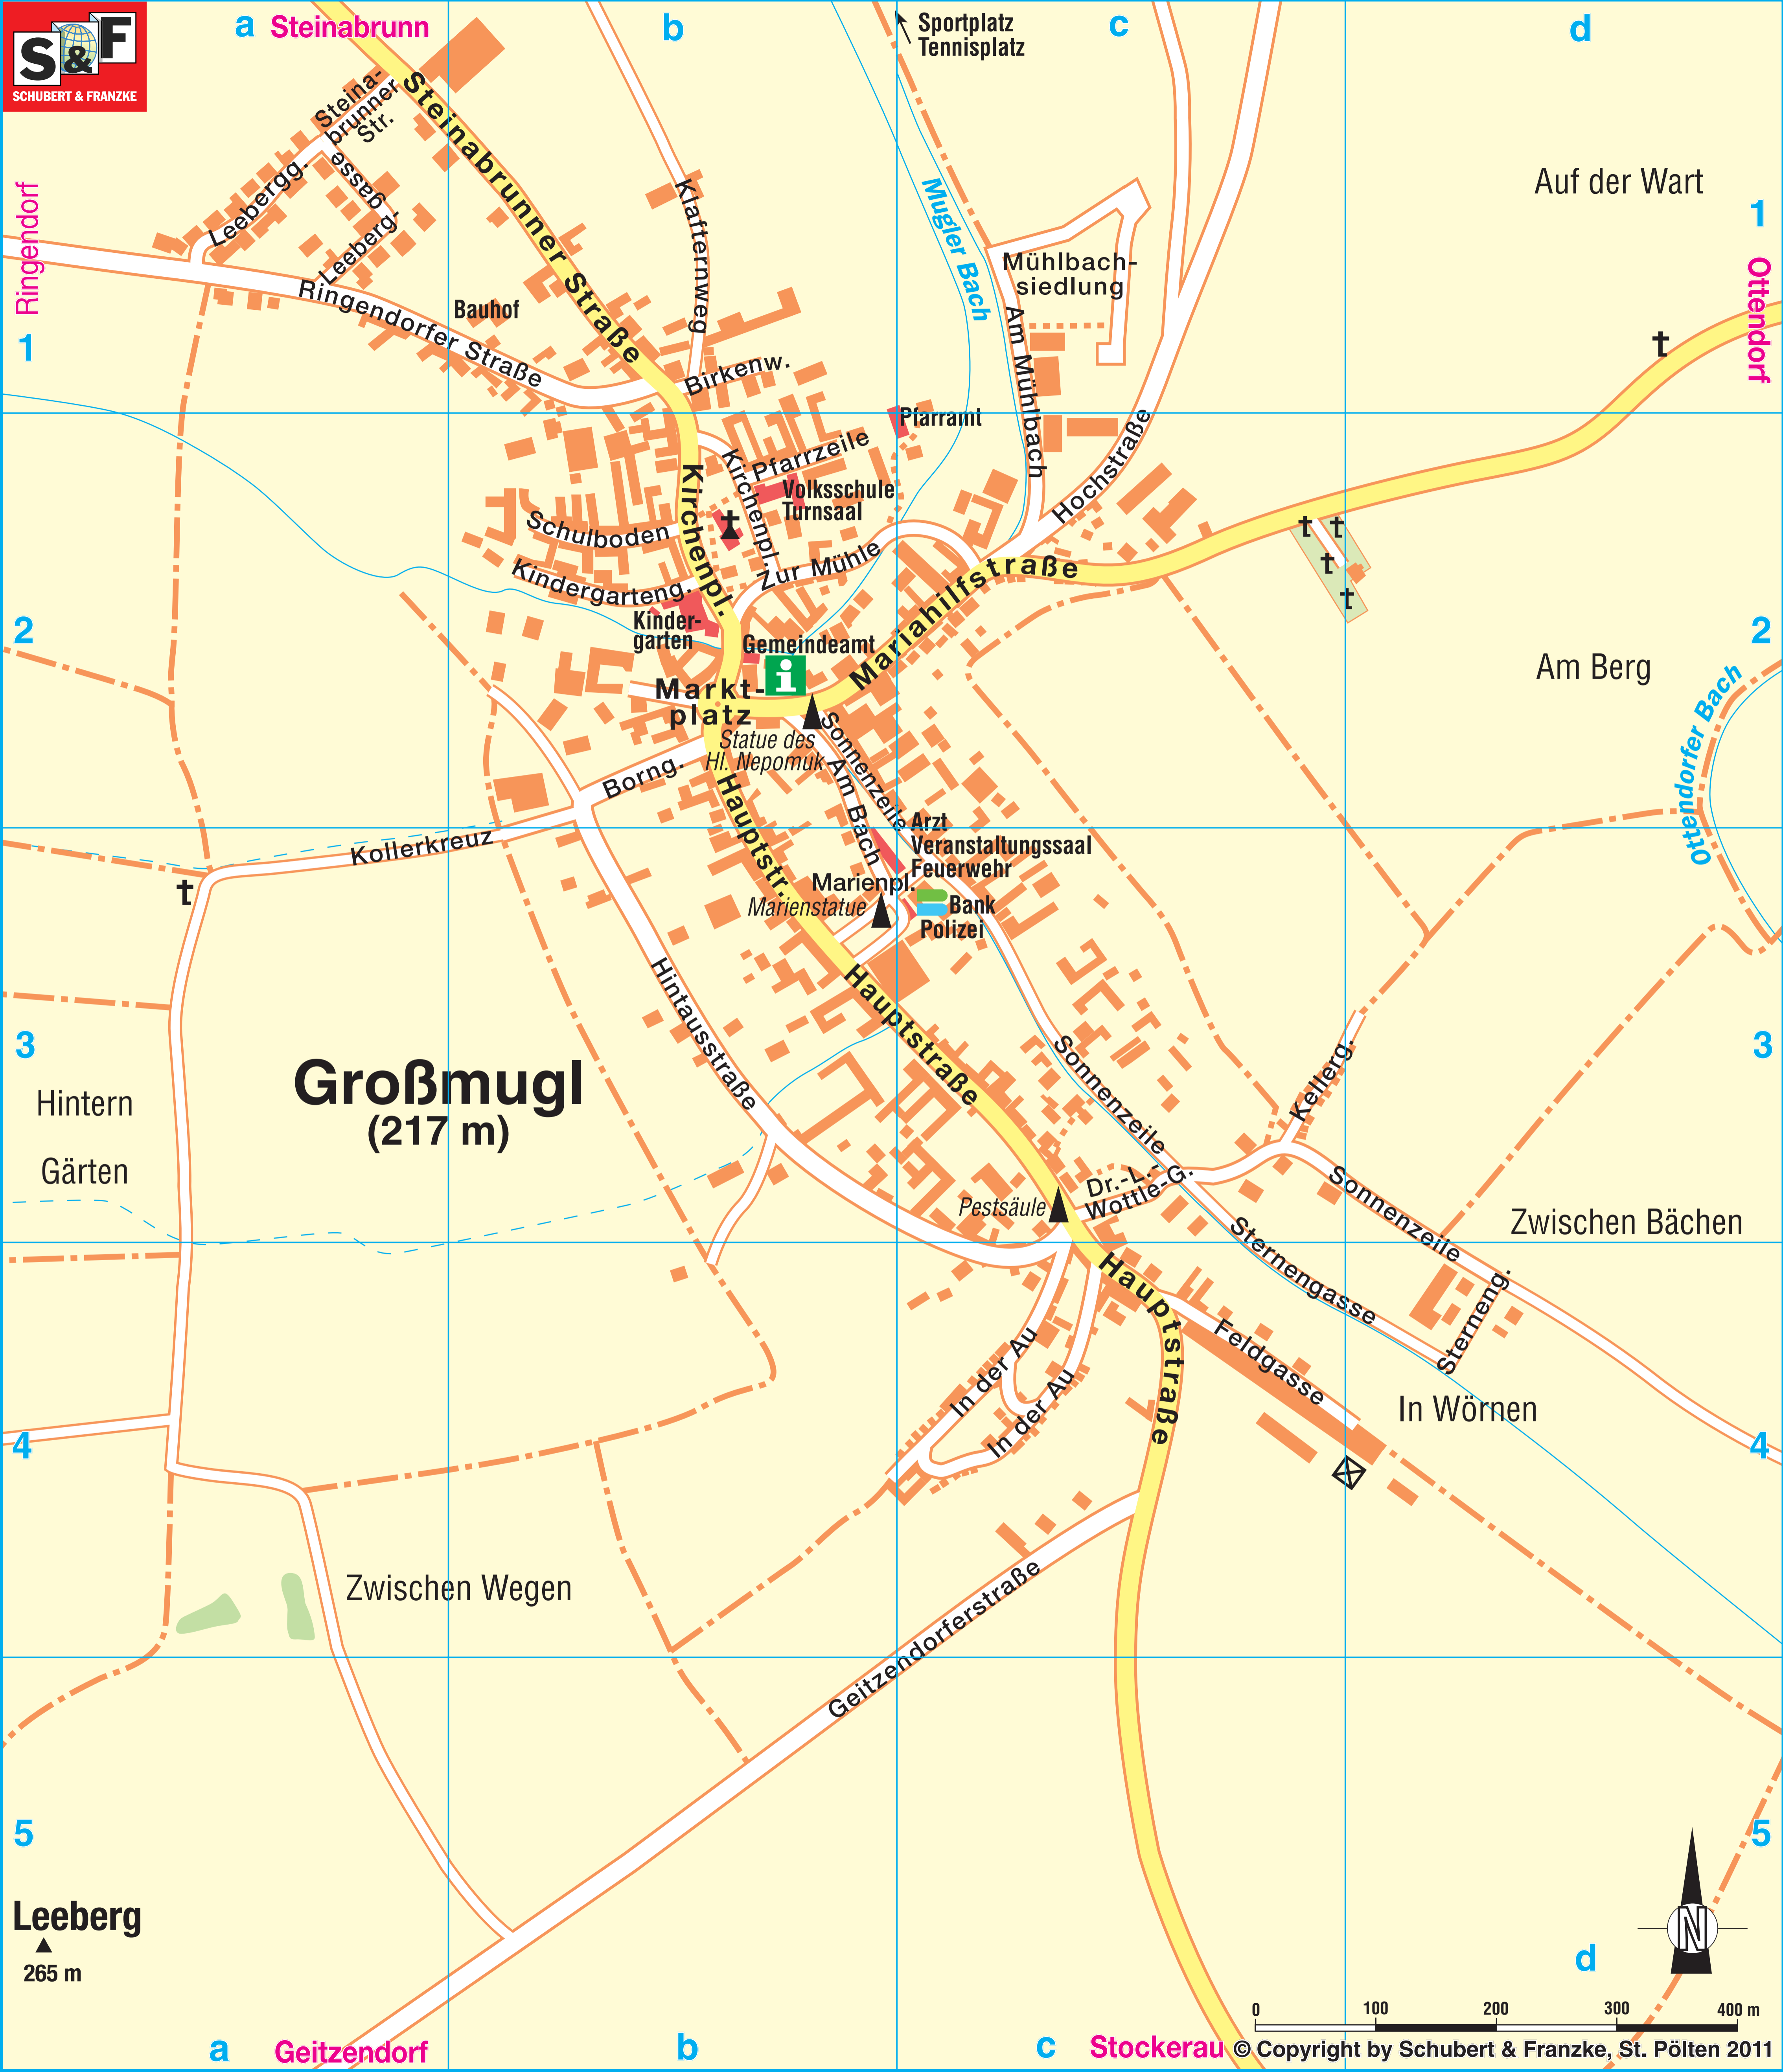 a
Steinabrunn
b
Sportplatz
Tennisplatz
c
d
S&F
SCHUBERT & FRANZKE
Steina-
brunner
Str.
Steinabrunner Straße
Leebergg.
Leeberg-
gasse
Klafternweg
Mugler Bach
Auf der Wart
1
Ringendorf
Ringendorfer Straße
Bauhof
Mühlbach-
siedlung
Ottendorf
1
Birkenw.
Am Mühlbach
Pfarramt
Hochstraße
Pfarrzeile
Kirchenpl.
Kirchenpl.
Volksschule
Turnsaal
Schulboden
Zur Mühle
Kindergarteng.
Mariahilfstraße
Kinder-
garten
2
2
Gemeindeamt
i
Am Berg
Markt-
platz
Statue des
Hl. Nepomuk
Sonnenzeile
Am Bach
Ottendorfer Bach
Borng.
Hauptstr.
Kollerkreuz
Arzt
Veranstaltungssaal
Feuerwehr
Marienpl.
Marienstatue
Bank
Polizei
Hintausstraße
Hauptstraße
3
3
Großmugl
(217 m)
Hintern
Gärten
Sonnenzeile
Kellerg.
Dr.-L.-
Wottle-G.
Pestsäule
Sonnenzeile
Zwischen Bächen
Sternengasse
Hauptstraße
Sterneng.
Feldgasse
In der Au
In der Au
In Wörnen
4
4
Zwischen Wegen
Geitzendorferstraße
5
5
Leeberg
265 m
N
d
0 100 200 300 400 m
a
Geitzendorf
b
c
Stockerau
© Copyright by Schubert & Franzke, St. Pölten 2011